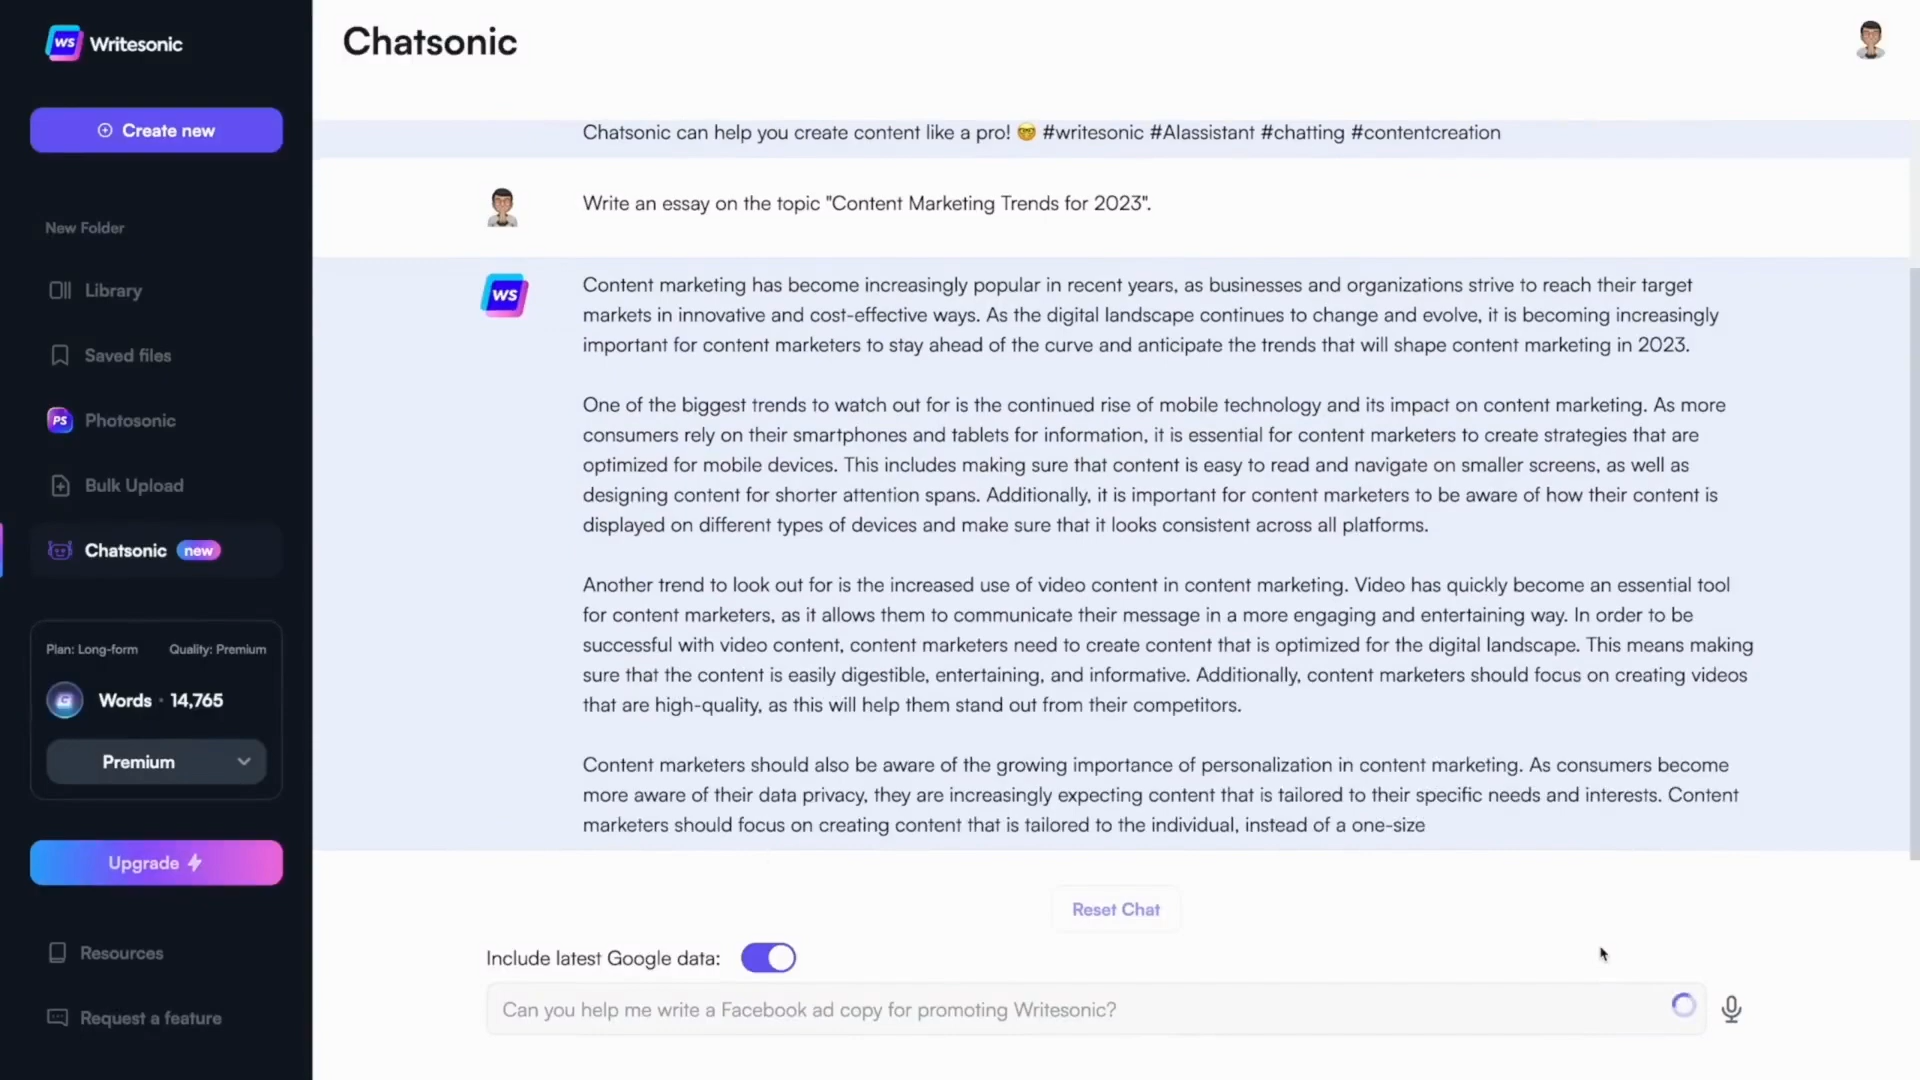 WS Writesonic
Create new
New Folder
Library
Saved files
PS Photosonic
Bulk Upload
Chatsonic new
Plan: Long-form Quality: Premium
G Words · 14,765
Premium
Upgrade
Resources
Request a feature
Chatsonic
Chatsonic can help you create content like a pro! 🤓 #writesonic #AIassistant #chatting #contentcreation
Write an essay on the topic "Content Marketing Trends for 2023".
WS
Content marketing has become increasingly popular in recent years, as businesses and organizations strive to reach their target
markets in innovative and cost-effective ways. As the digital landscape continues to change and evolve, it is becoming increasingly
important for content marketers to stay ahead of the curve and anticipate the trends that will shape content marketing in 2023.
One of the biggest trends to watch out for is the continued rise of mobile technology and its impact on content marketing. As more
consumers rely on their smartphones and tablets for information, it is essential for content marketers to create strategies that are
optimized for mobile devices. This includes making sure that content is easy to read and navigate on smaller screens, as well as
designing content for shorter attention spans. Additionally, it is important for content marketers to be aware of how their content is
displayed on different types of devices and make sure that it looks consistent across all platforms.
Another trend to look out for is the increased use of video content in content marketing. Video has quickly become an essential tool
for content marketers, as it allows them to communicate their message in a more engaging and entertaining way. In order to be
successful with video content, content marketers need to create content that is optimized for the digital landscape. This means making
sure that the content is easily digestible, entertaining, and informative. Additionally, content marketers should focus on creating videos
that are high-quality, as this will help them stand out from their competitors.
Content marketers should also be aware of the growing importance of personalization in content marketing. As consumers become
more aware of their data privacy, they are increasingly expecting content that is tailored to their specific needs and interests. Content
marketers should focus on creating content that is tailored to the individual, instead of a one-size
Reset Chat
Include latest Google data:
Can you help me write a Facebook ad copy for promoting Writesonic?